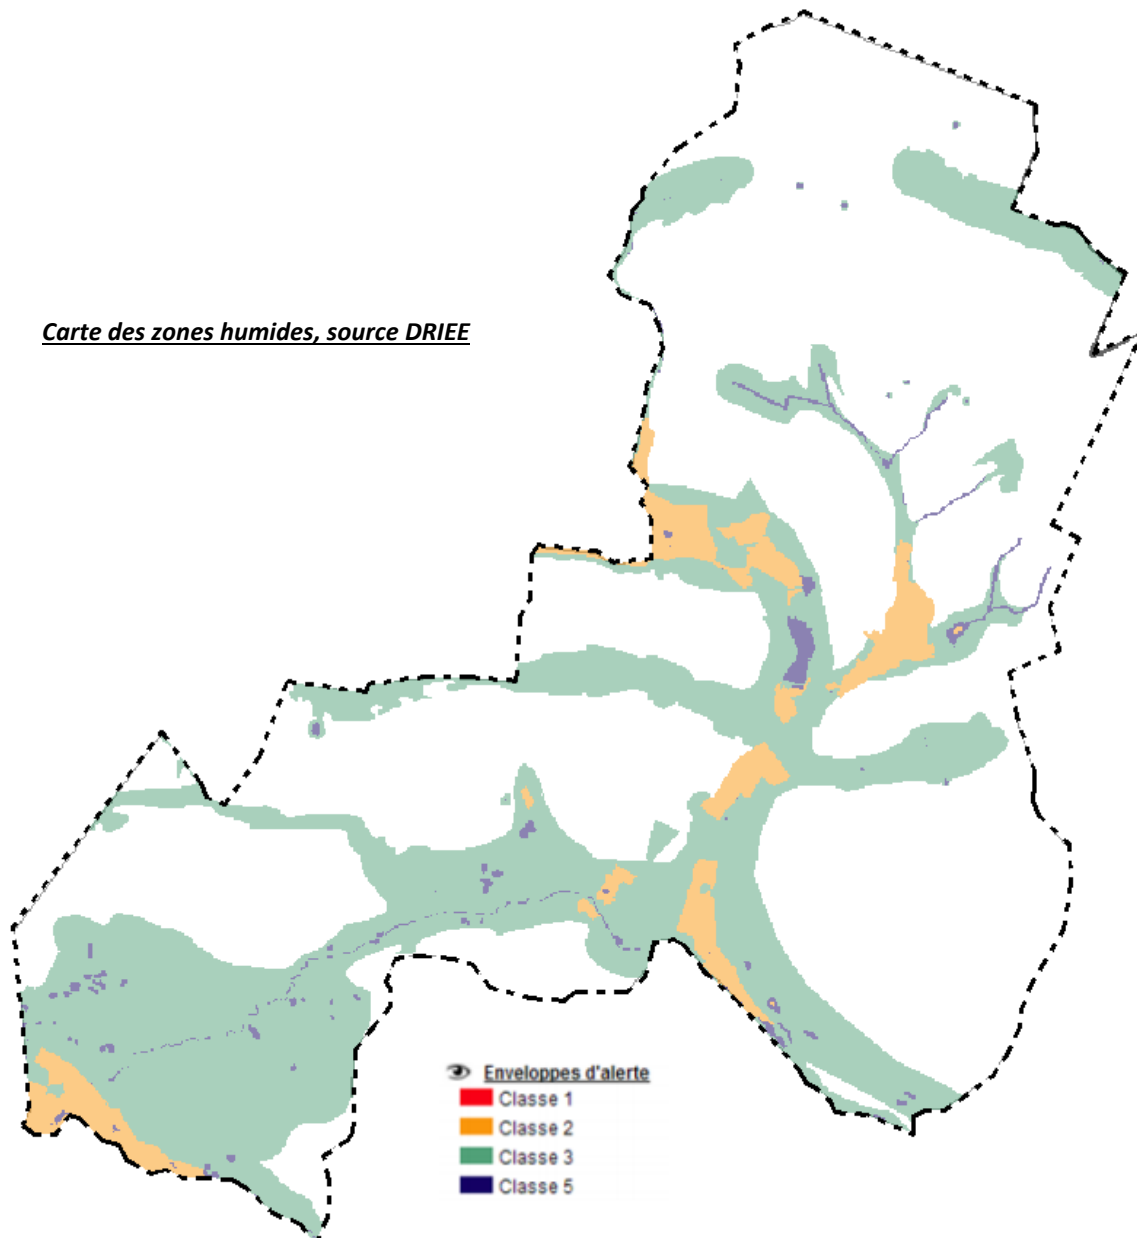 Carte des zones humides, source DRIEE
Enveloppes d'alerte
Classe 1
Classe 2
Classe 3
Classe 5